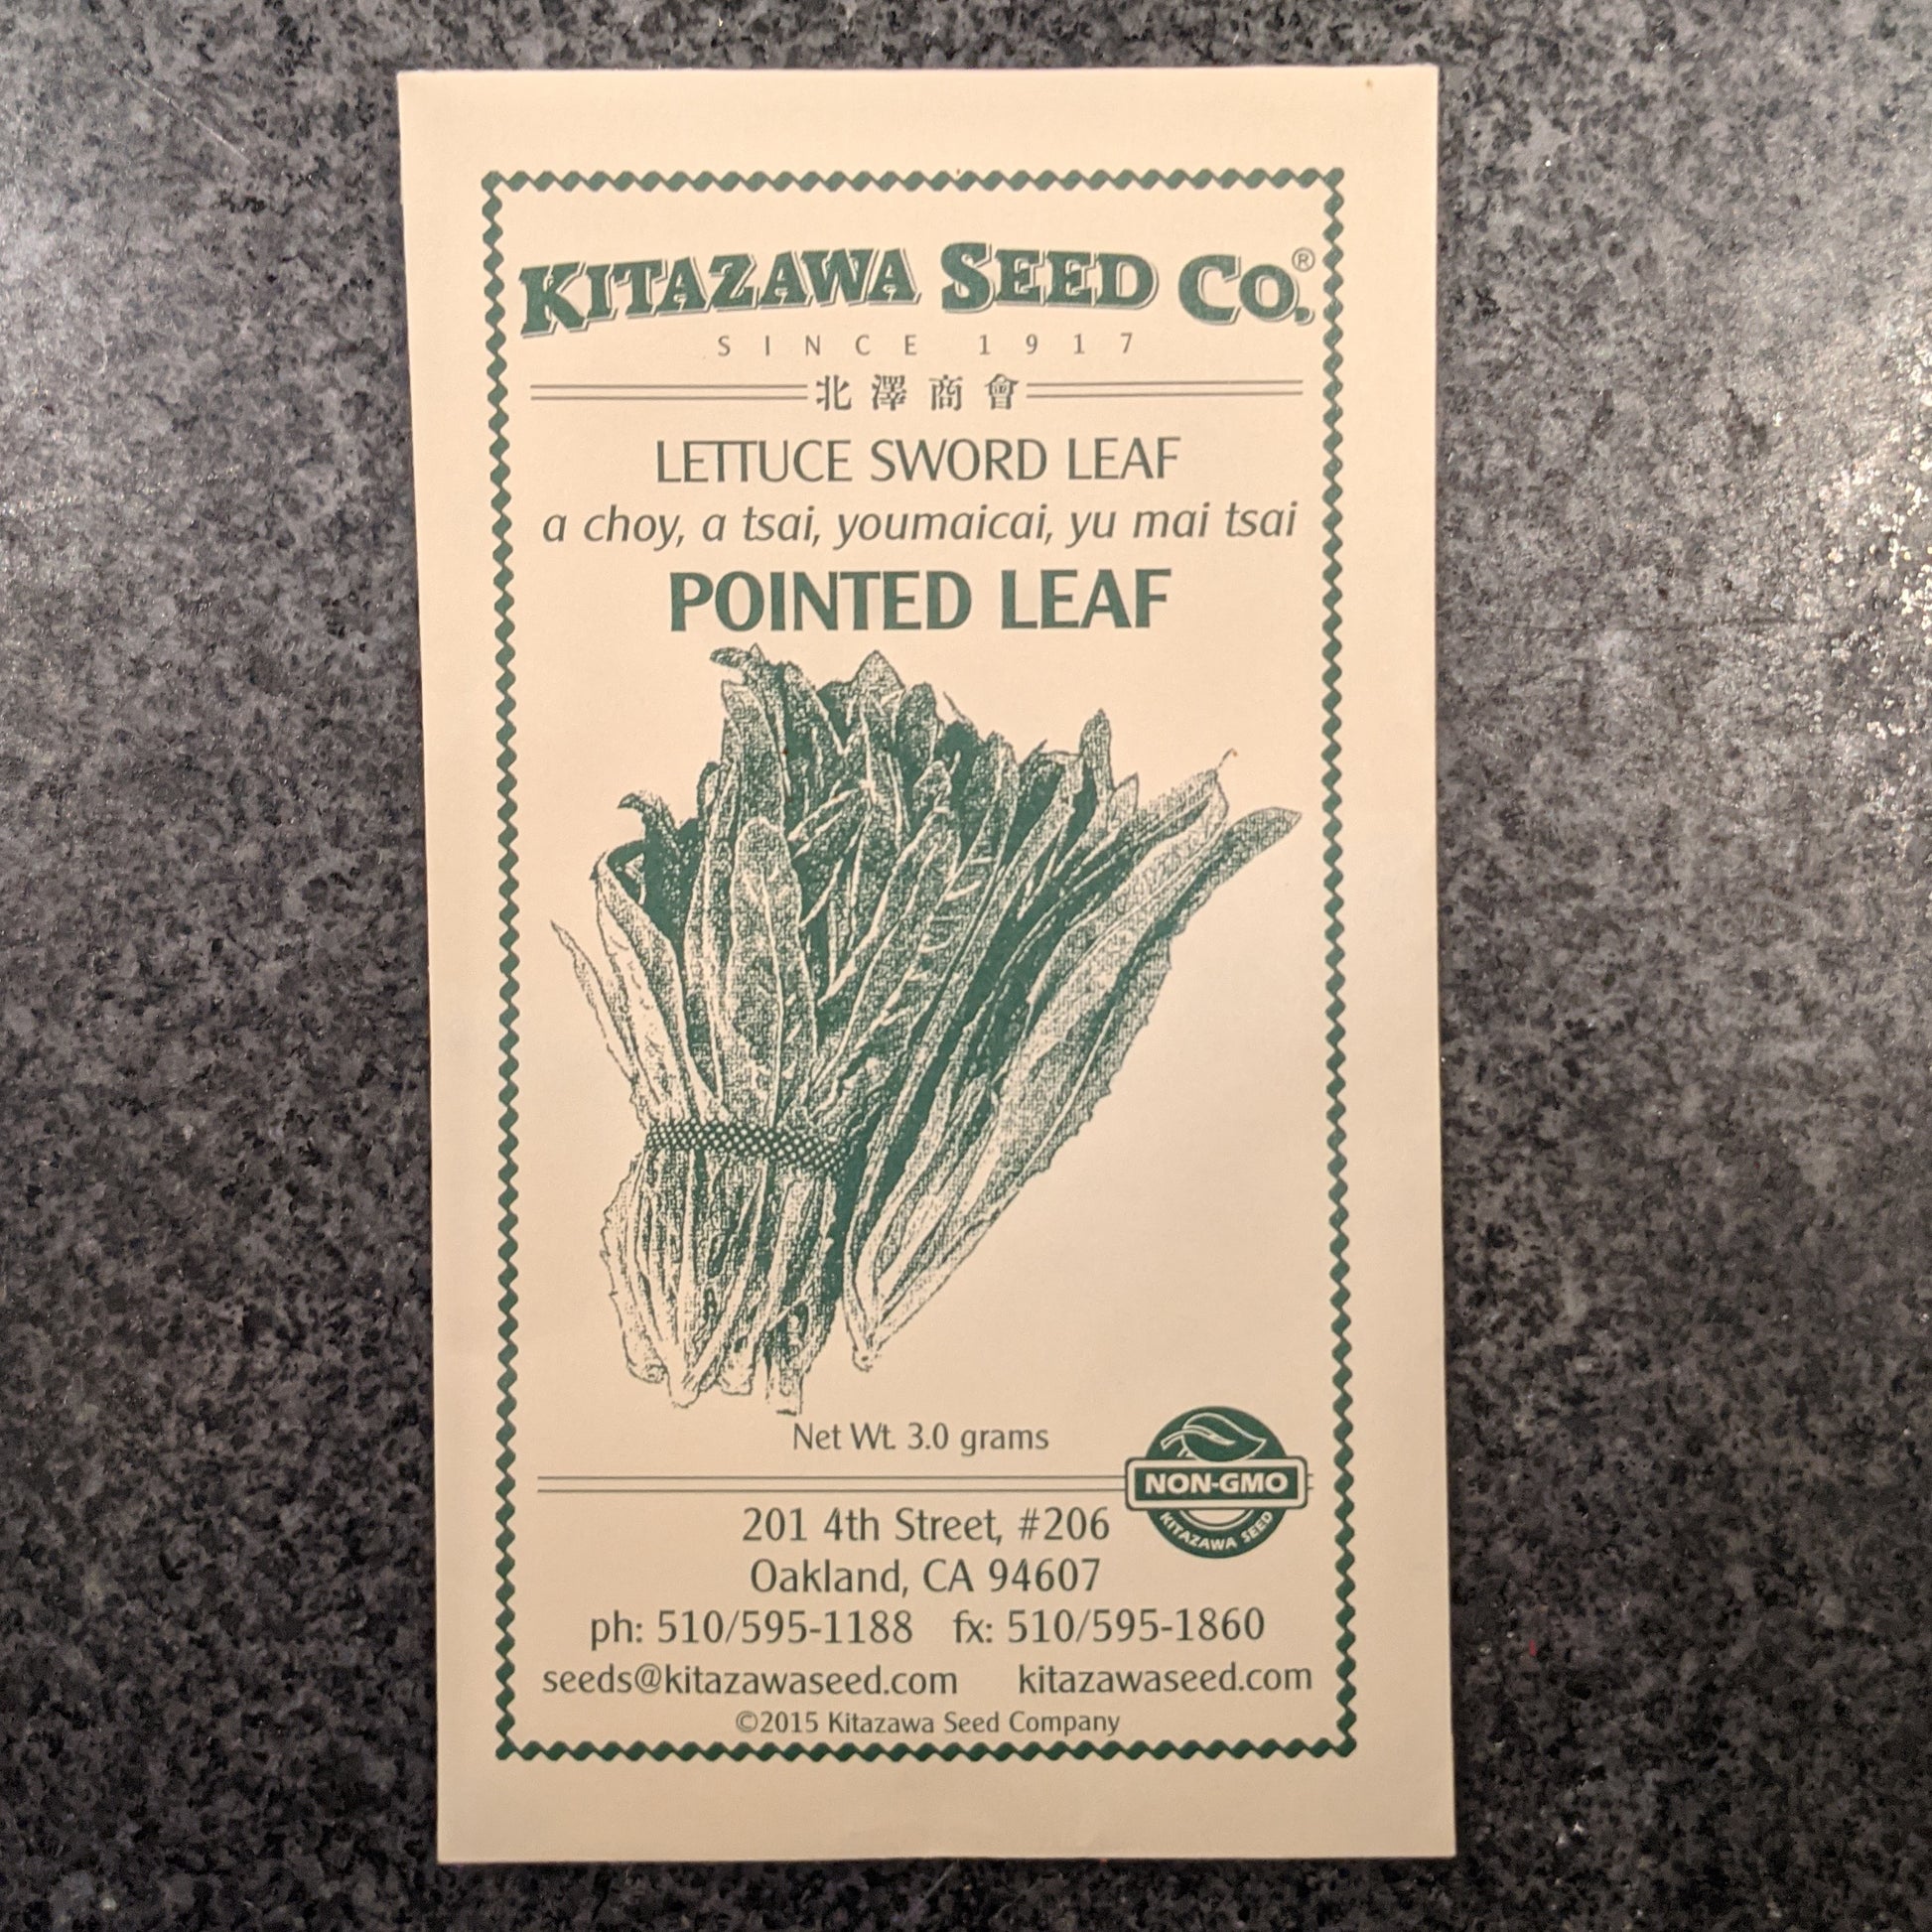 KITAZAWA SEED CO.®
SINCE 1917
北澤商會
LETTUCE SWORD LEAF
a choy, a tsai, youmaicai, yu mai tsai
POINTED LEAF
Net Wt. 3.0 grams
NON-GMO
KITAZAWA SEED
201 4th Street, #206
Oakland, CA 94607
ph: 510/595-1188 fx: 510/595-1860
seeds@kitazawaseed.com kitazawaseed.com
©2015 Kitazawa Seed Company